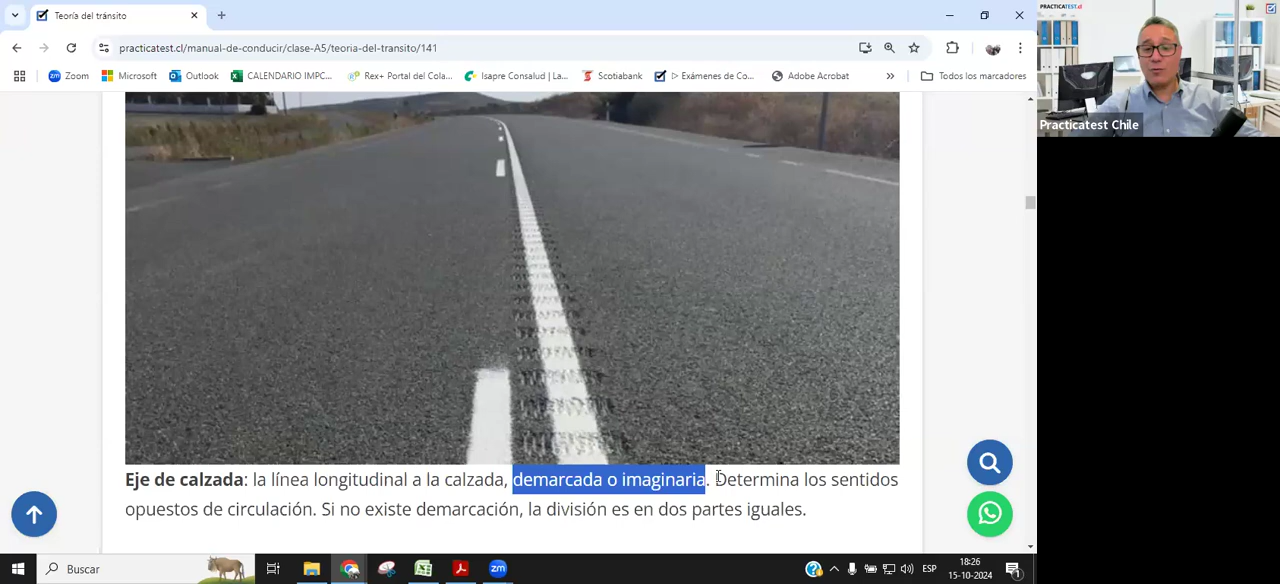 Teoría del tránsito
practicatest.cl/manual-de-conducir/clase-A5/teoria-del-transito/141
Zoom
Microsoft
Outlook
CALENDARIO IMPC...
Rex+ Portal del Cola...
Isapre Consalud | La...
Scotiabank
▷ Exámenes de Co...
Adobe Acrobat
»
Todos los marcadores
PRACTICATEST.cl
Practicatest Chile
Eje de calzada: la línea longitudinal a la calzada, demarcada o imaginaria. Determina los sentidos
opuestos de circulación. Si no existe demarcación, la división es en dos partes iguales.
Buscar
ESP
18:26
15-10-2024
1